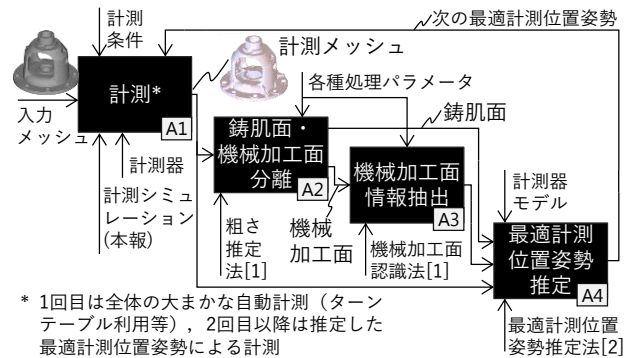 計測
条件
次の最適計測位置姿勢
計測メッシュ
計測*
A1
各種処理パラメータ
入力
メッシュ
鋳肌面
鋳肌面・
機械加工面
分離
A2
計測器
機械加工面
情報抽出
A3
計測器
モデル
計測シミュ
レーション
(本報)
粗さ
推定
法[1]
機械
加工面
機械加工面
認識法[1]
最適計測
位置姿勢
推定
A4
最適計測位置
姿勢推定法[2]
* 1回目は全体の大まかな自動計測（ターン
テーブル利用等），2回目以降は推定した
最適計測位置姿勢による計測